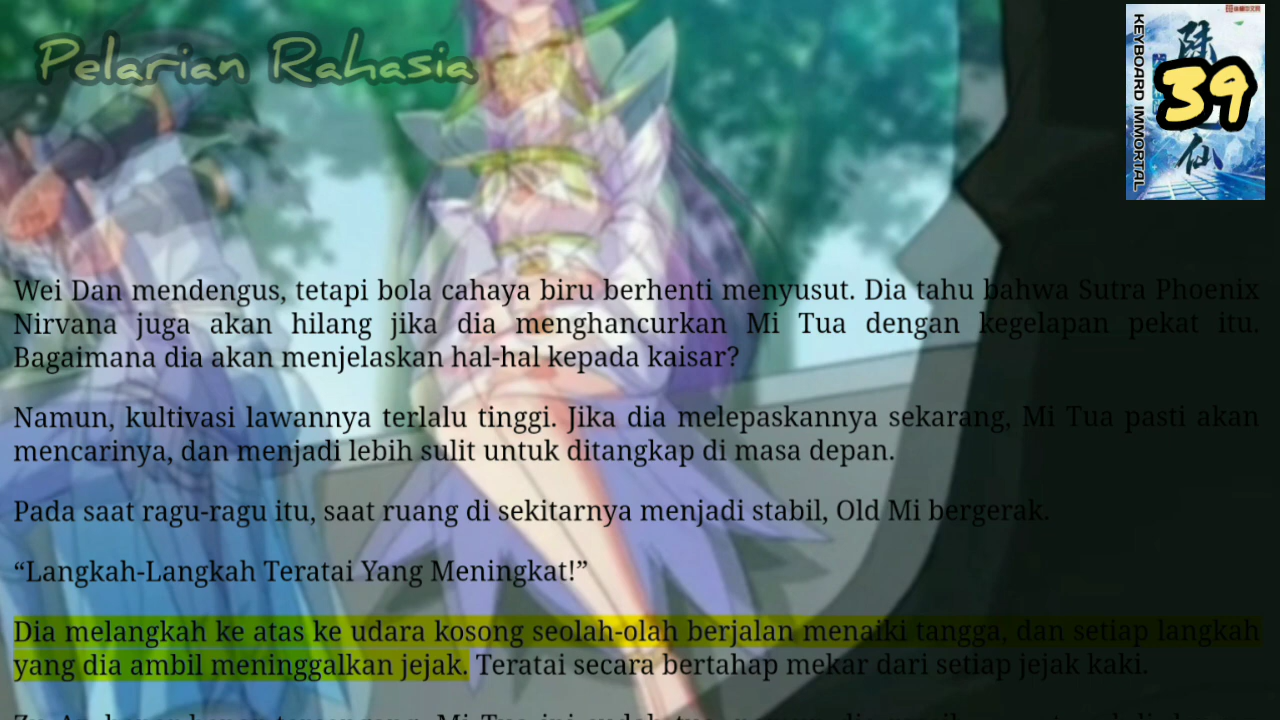 Pelarian Rahasia
陆
仙
KEYBOARD IMMORTAL
39
Wei Dan mendengus, tetapi bola cahaya biru berhenti menyusut. Dia tahu bahwa Sutra Phoenix
Nirvana juga akan hilang jika dia menghancurkan Mi Tua dengan kegelapan pekat itu.
Bagaimana dia akan menjelaskan hal-hal kepada kaisar?
Namun, kultivasi lawannya terlalu tinggi. Jika dia melepaskannya sekarang, Mi Tua pasti akan
mencarinya, dan menjadi lebih sulit untuk ditangkap di masa depan.
Pada saat ragu-ragu itu, saat ruang di sekitarnya menjadi stabil, Old Mi bergerak.
“Langkah-Langkah Teratai Yang Meningkat!”
Dia melangkah ke atas ke udara kosong seolah-olah berjalan menaiki tangga, dan setiap langkah
yang dia ambil meninggalkan jejak. Teratai secara bertahap mekar dari setiap jejak kaki.